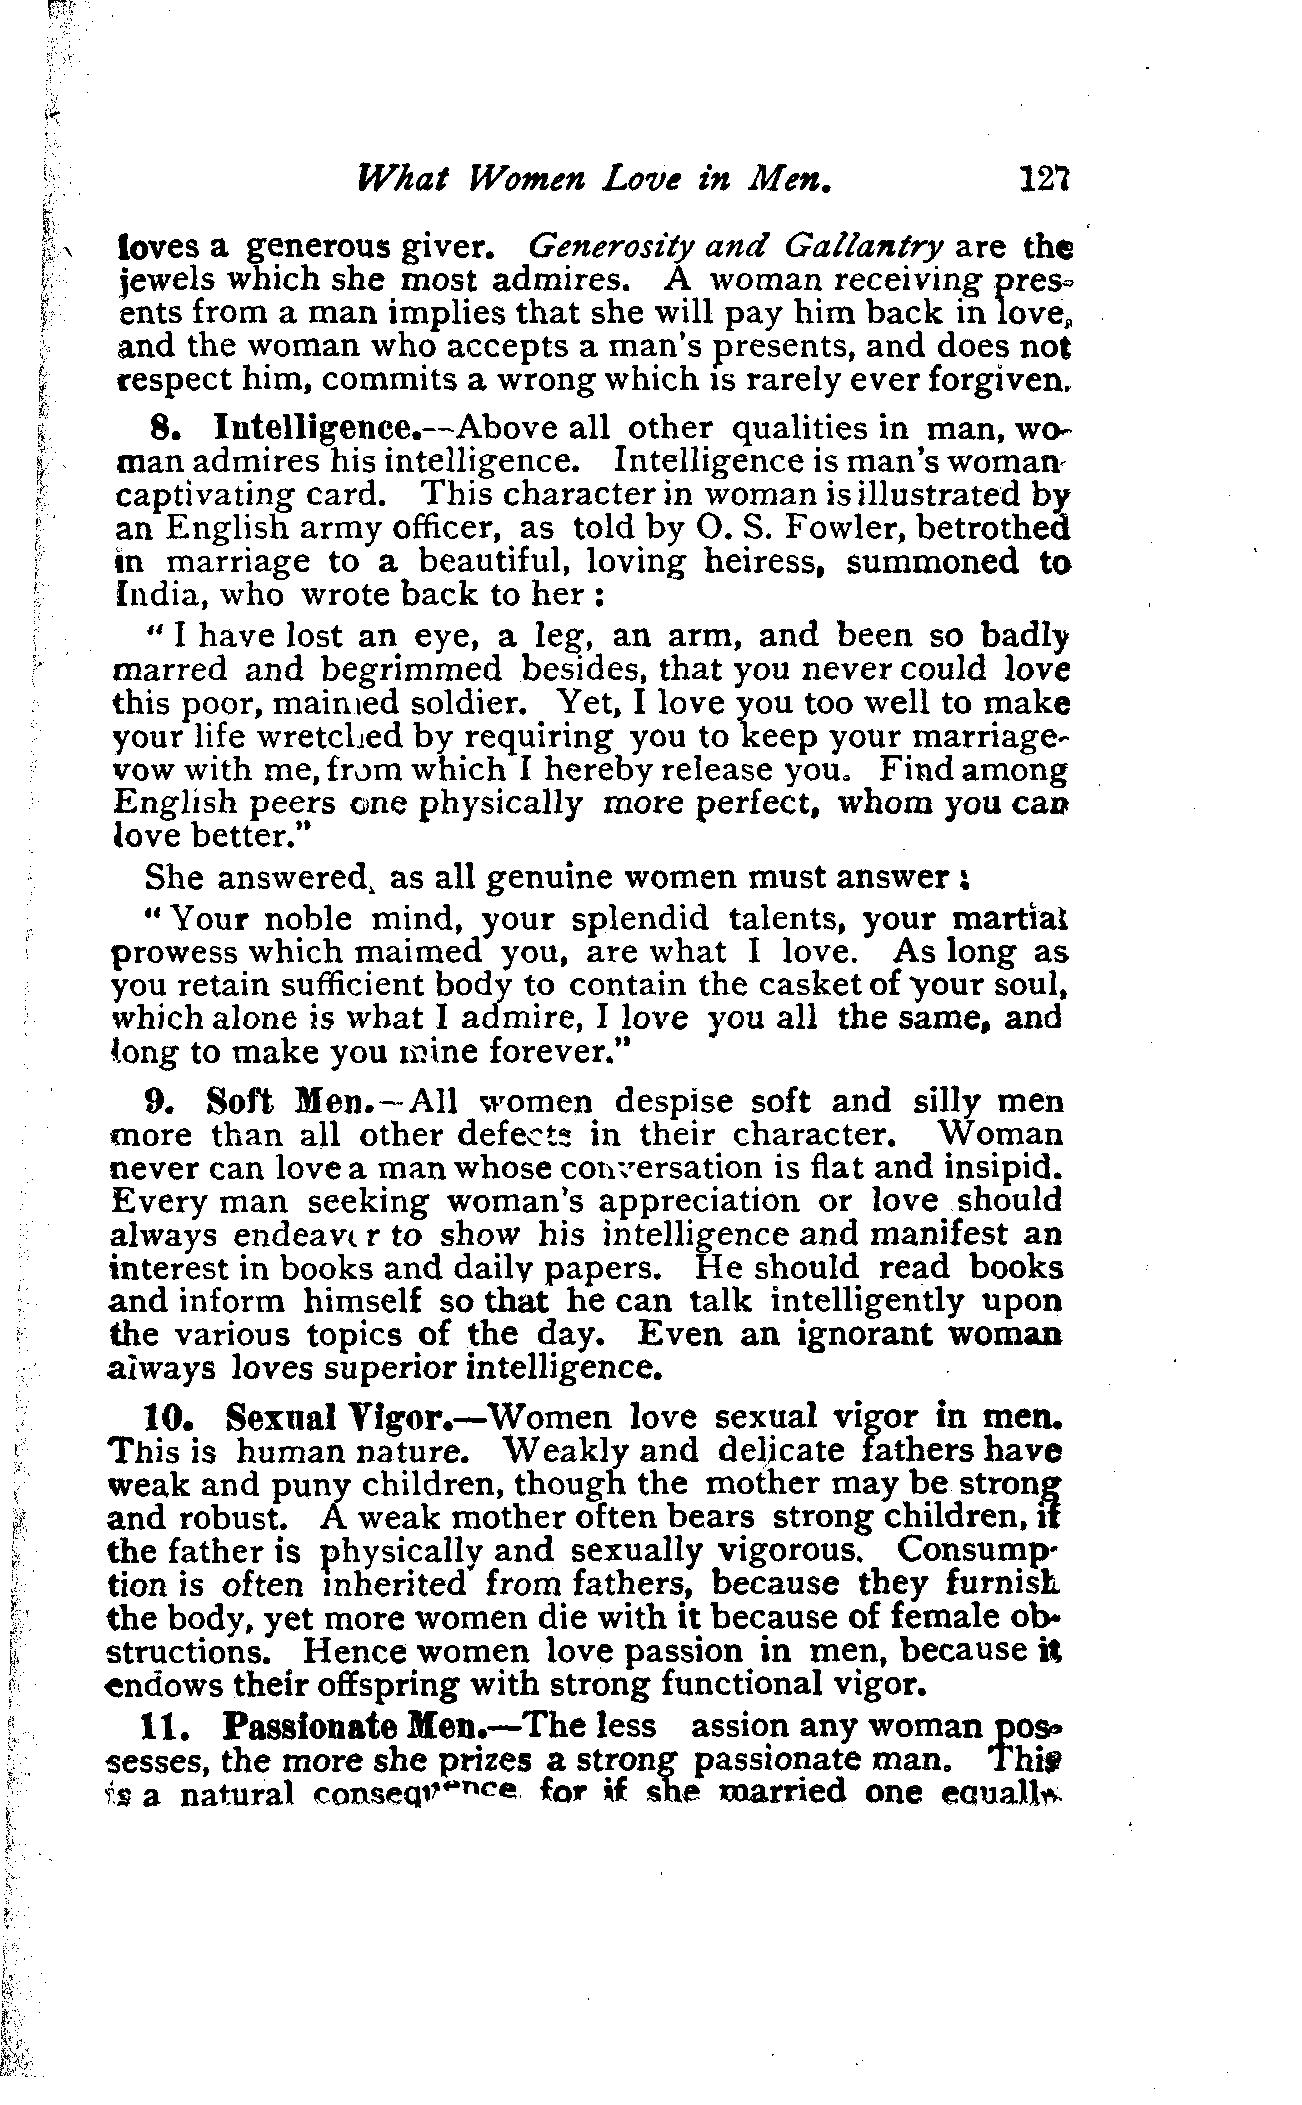 What Women Love in Men. 127
loves a generous giver. Generosity and Gallantry are the
jewels which she most admires. A woman receiving pres-
ents from a man implies that she will pay him back in love,
and the woman who accepts a man's presents, and does not
respect him, commits a wrong which is rarely ever forgiven.
8. Intelligence.--Above all other qualities in man, wo-
man admires his intelligence. Intelligence is man's woman-
captivating card. This character in woman is illustrated by
an English army officer, as told by O. S. Fowler, betrothed
in marriage to a beautiful, loving heiress, summoned to
India, who wrote back to her:
"I have lost an eye, a leg, an arm, and been so badly
marred and begrimmed besides, that you never could love
this poor, maimed soldier. Yet, I love you too well to make
your life wretched by requiring you to keep your marriage-
vow with me, from which I hereby release you. Find among
English peers one physically more perfect, whom you can
love better."
She answered, as all genuine women must answer:
"Your noble mind, your splendid talents, your martial
prowess which maimed you, are what I love. As long as
you retain sufficient body to contain the casket of your soul,
which alone is what I admire, I love you all the same, and
long to make you mine forever."
9. Soft Men.—All women despise soft and silly men
more than all other defects in their character. Woman
never can love a man whose conversation is flat and insipid.
Every man seeking woman's appreciation or love should
always endeavor to show his intelligence and manifest an
interest in books and daily papers. He should read books
and inform himself so that he can talk intelligently upon
the various topics of the day. Even an ignorant woman
always loves superior intelligence.
10. Sexual Vigor.—Women love sexual vigor in men.
This is human nature. Weakly and delicate fathers have
weak and puny children, though the mother may be strong
and robust. A weak mother often bears strong children, if
the father is physically and sexually vigorous. Consump-
tion is often inherited from fathers, because they furnish
the body, yet more women die with it because of female ob-
structions. Hence women love passion in men, because it
endows their offspring with strong functional vigor.
11. Passionate Men.—The less assion any woman pos-
sesses, the more she prizes a strong passionate man. This
is a natural consequence for if she married one equally